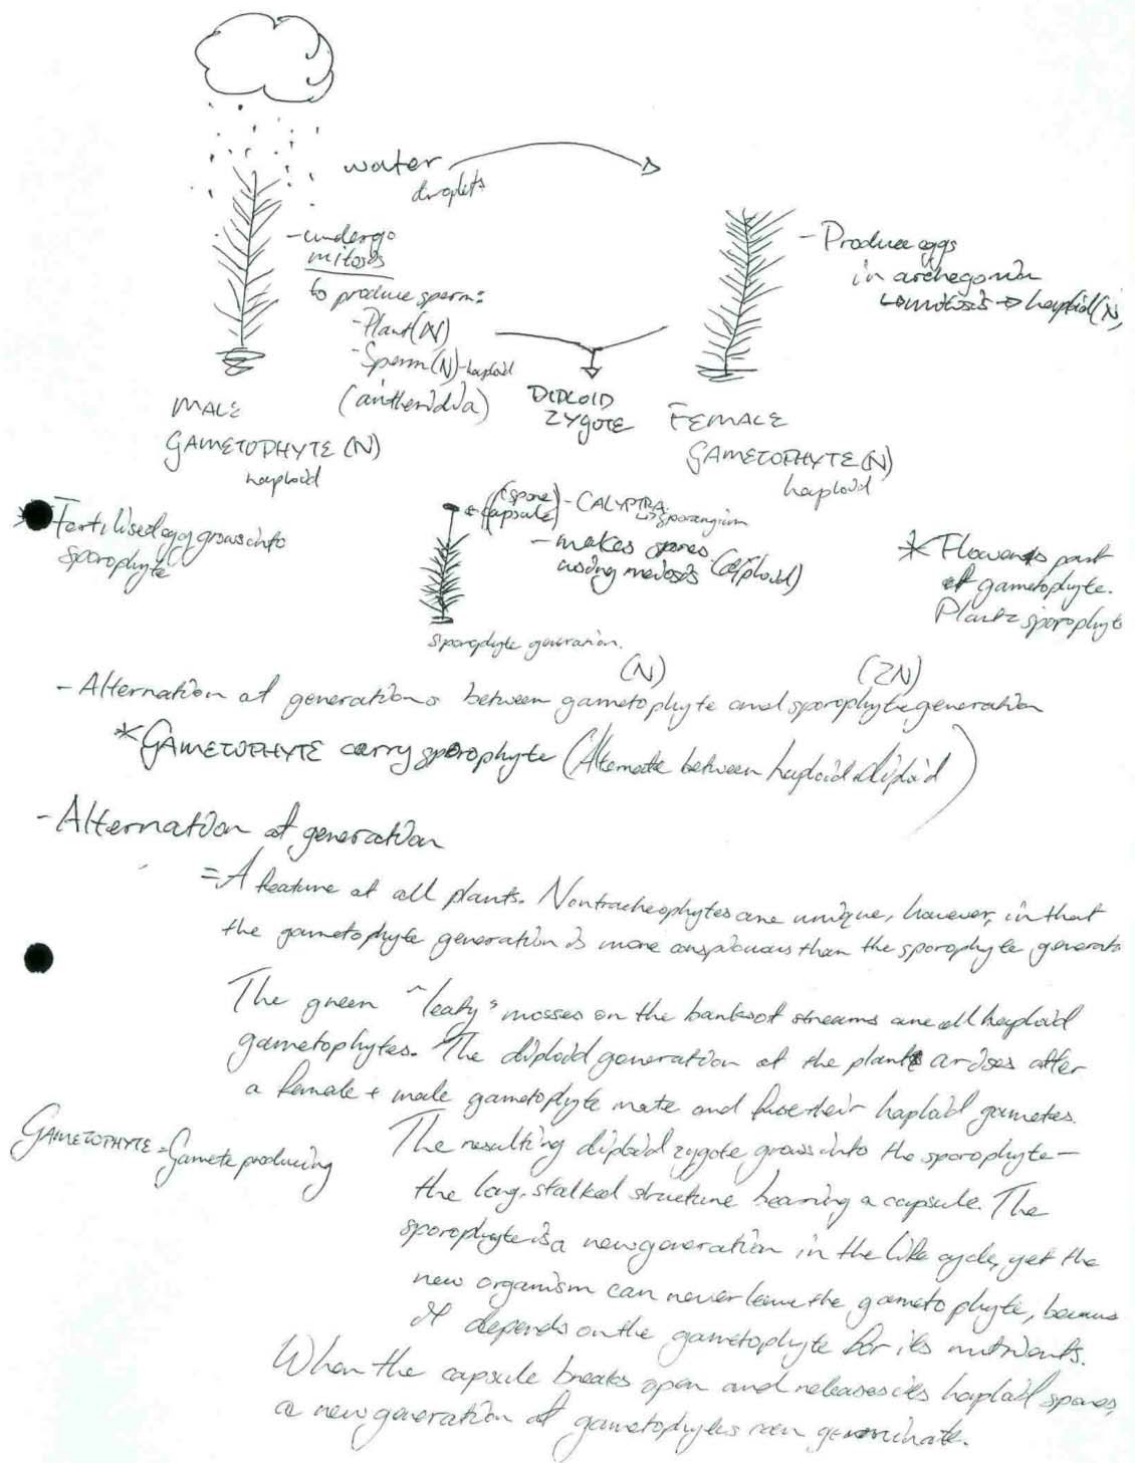 water
droplets
- undergo
mitosis
to produce sperm:
- Plant (N)
- Sperm (N) - haploid
(antheridia)
MALE
GAMETOPHYTE (N)
haploid
DIPLOID
ZYGOTE
- Produce eggs
in archegonia
↳ mitosis → haploid (N)
FEMALE
GAMETOPHYTE (N)
haploid
* Fertilised egg grows into
sporophyte
(spore) - CALYPTRA
capsule) ↳ sporangium
- makes spores
using meiosis (diploid)
sporophyte generation.
* Flower is part
of gametophyte.
Plant = sporophyt
(N) (2N)
- Alternation of generations between gametophyte and sporophyte generation
* GAMETOPHYTE carry sporophyte (Alternate between haploid diploid)
- Alternation of generation
= A feature of all plants. Nontracheophytes are unique, however, in that
the gametophyte generation is more conspicuous than the sporophyte generat
The green "leafy" mosses on the banks of streams are all haploid
gametophytes. The diploid generation of the plant arises after
a female + male gametophyte mate and fuse their haploid gametes.
GAMETOPHYTE = Gamete producing
The resulting diploid zygote grows into the sporophyte -
the long, stalked structure bearing a capsule. The
sporophyte is a new generation in the life cycle, yet the
new organism can never leave the gametophyte, because
it depends on the gametophyte for its nutrients.
When the capsule breaks open and releases its haploid spores,
a new generation of gametophytes can germinate.